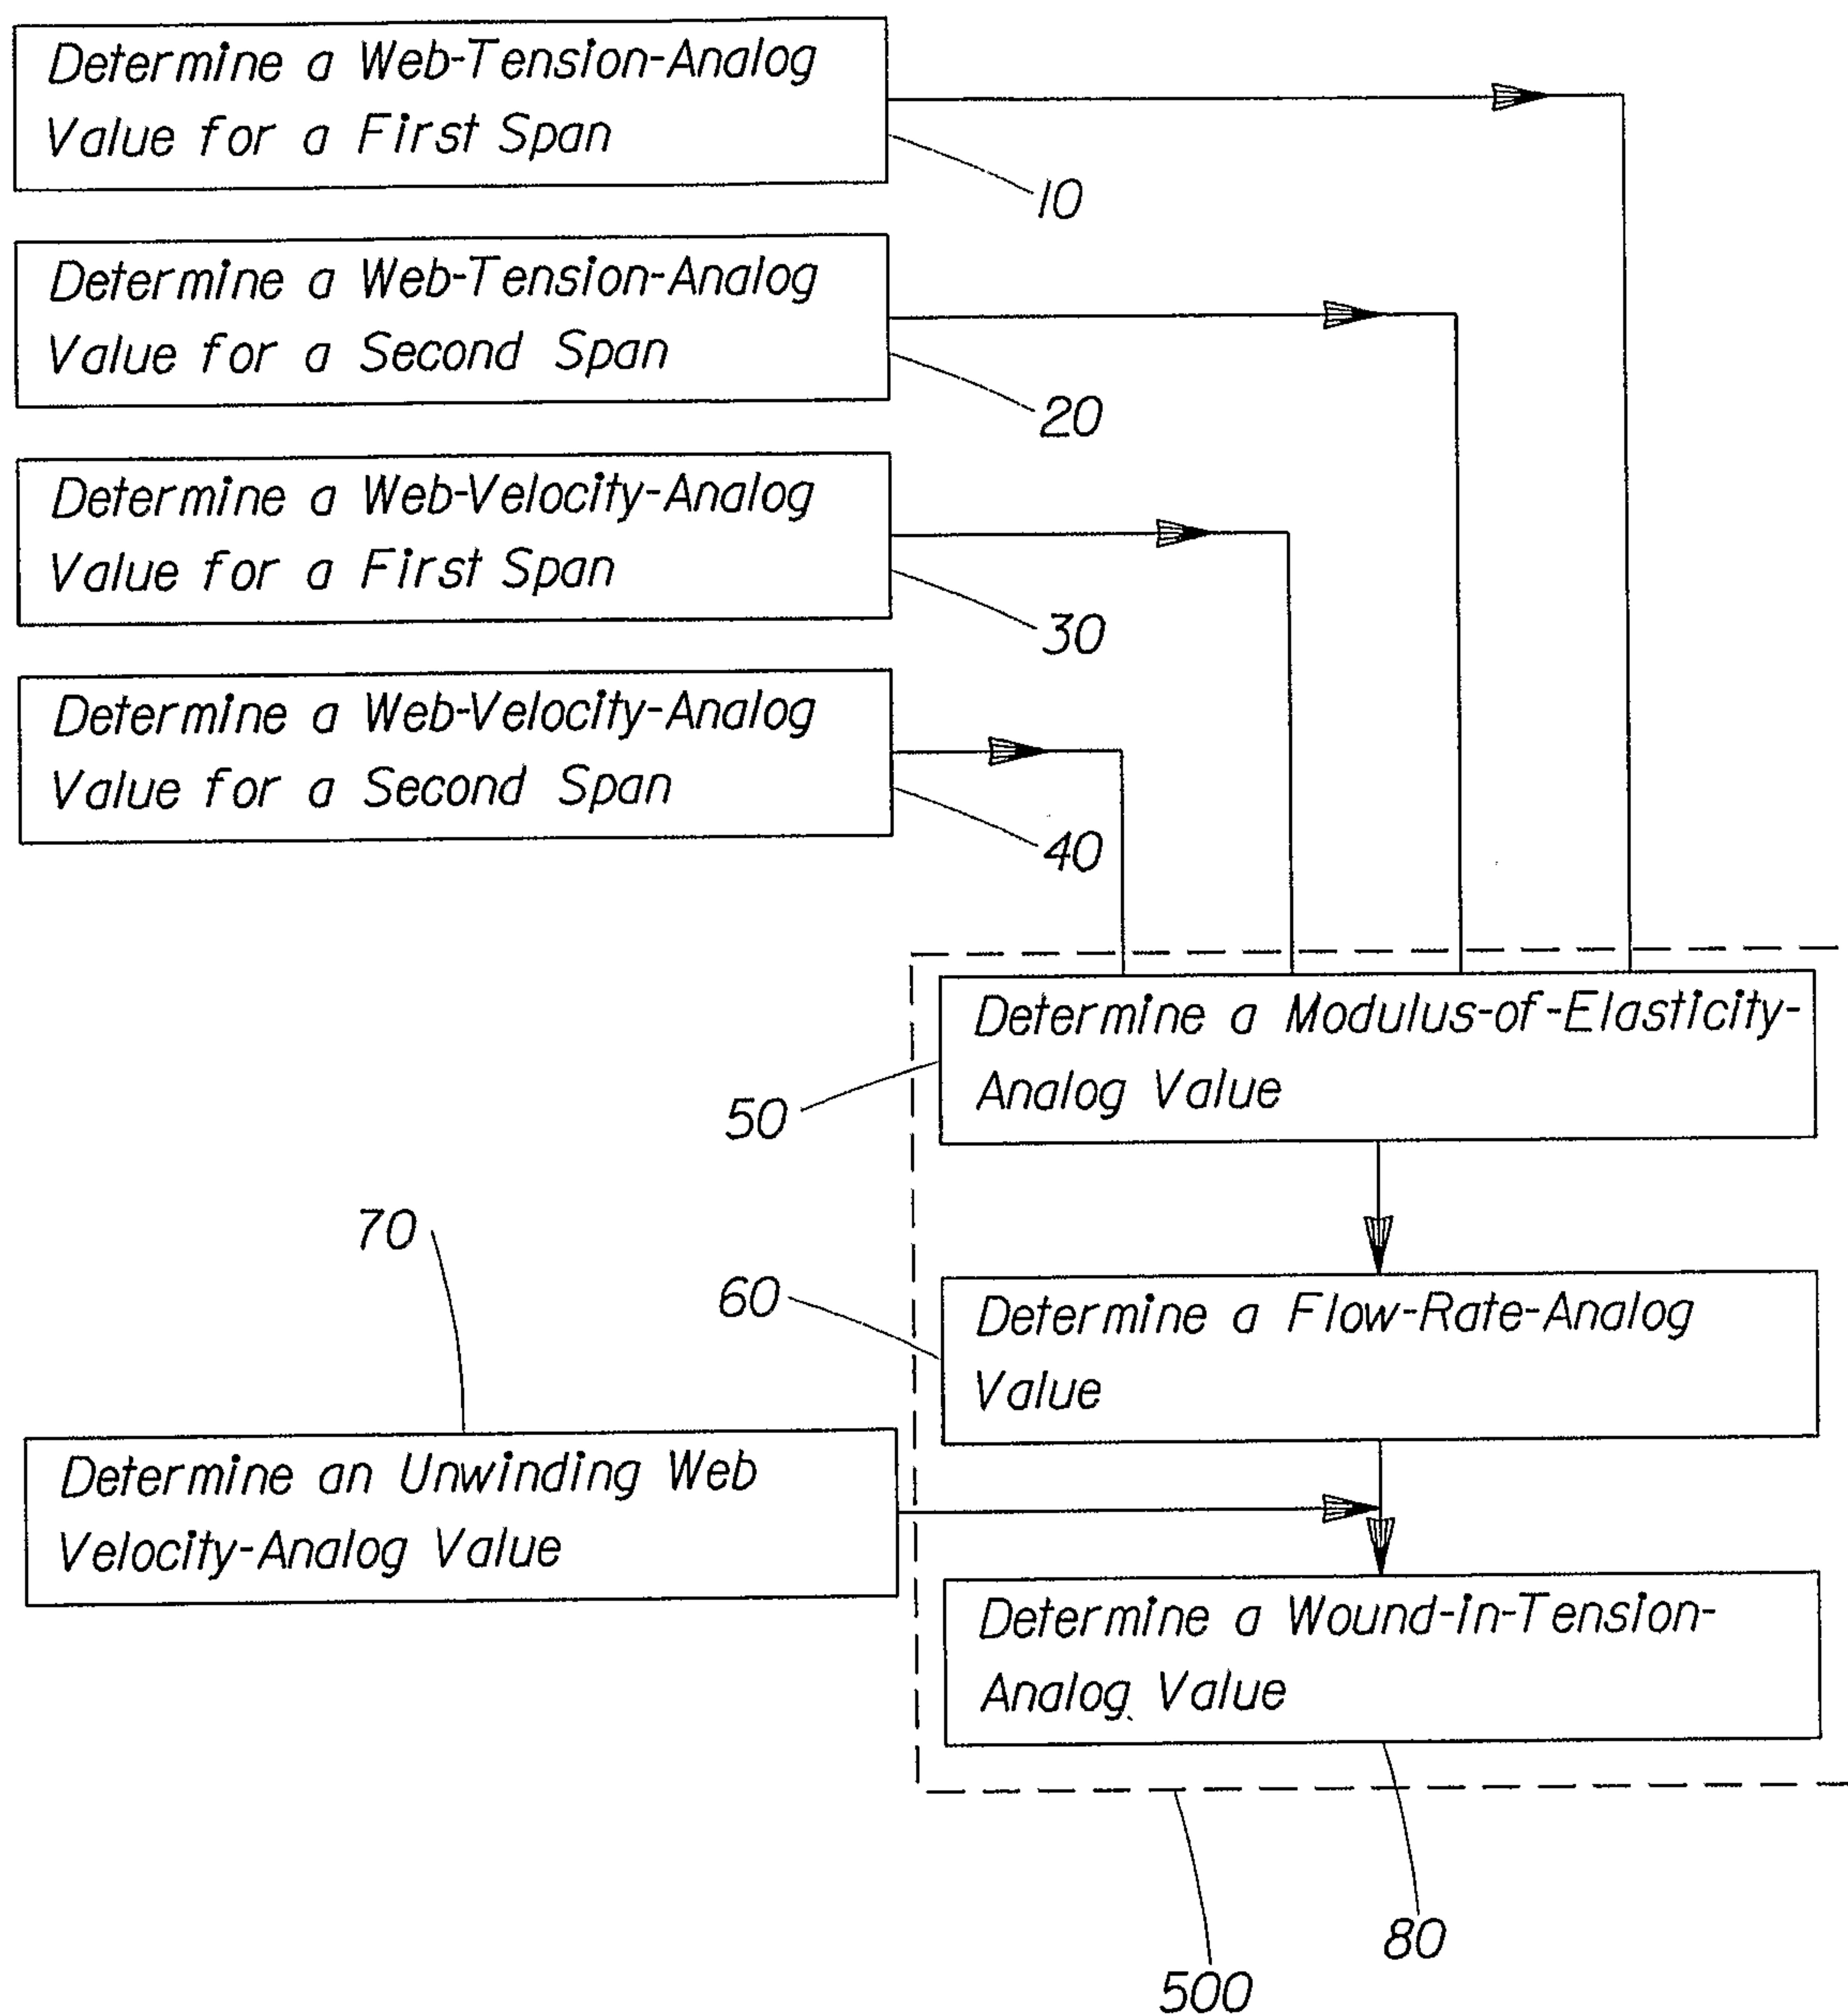 Determine a Web-Tension-Analog
Value for a First Span
10
Determine a Web-Tension-Analog
Value for a Second Span
20
Determine a Web-Velocity-Analog
Value for a First Span
30
Determine a Web-Velocity-Analog
Value for a Second Span
40
Determine a Modulus-of-Elasticity-
Analog Value
50
70
60
Determine a Flow-Rate-Analog
Value
Determine an Unwinding Web
Velocity-Analog Value
Determine a Wound-in-Tension-
Analog Value
80
500